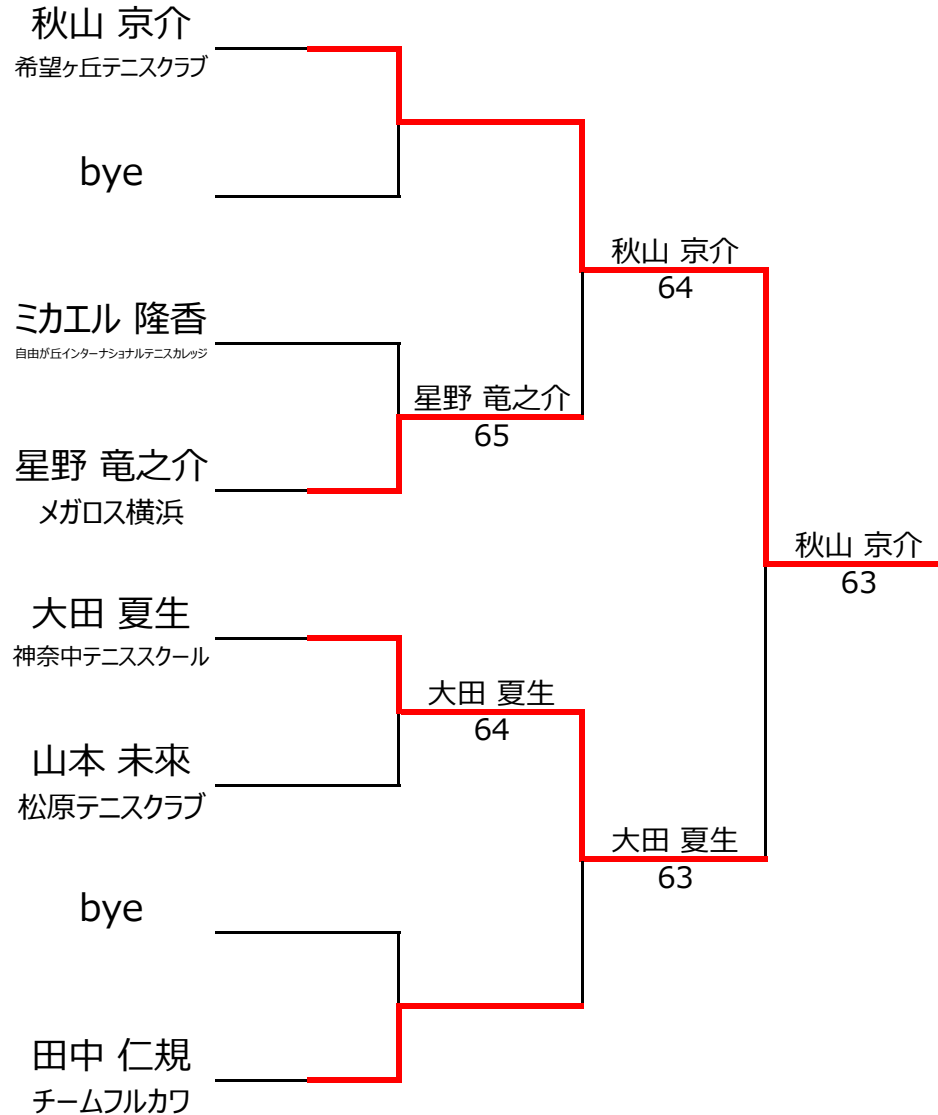 秋山 京介
希望ヶ丘テニスクラブ
bye
秋山 京介
64
ミカエル 隆香
自由が丘インターナショナルテニスカレッジ
星野 竜之介
65
星野 竜之介
メガロス横浜
秋山 京介
63
大田 夏生
神奈中テニススクール
大田 夏生
64
山本 未來
松原テニスクラブ
大田 夏生
63
bye
田中 仁規
チームフルカワ